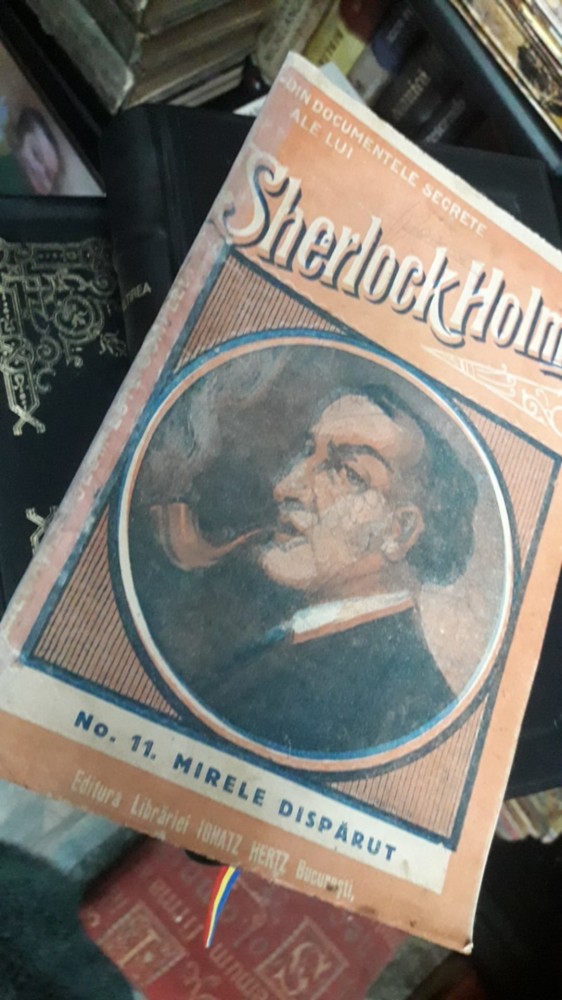 DIN DOCUMENTELE SECRETE
ALE LUI
Sherlock Holm
No. 11. MIRELE DISPĂRUT
Editura Librăriei IGNATZ HERTZ București.